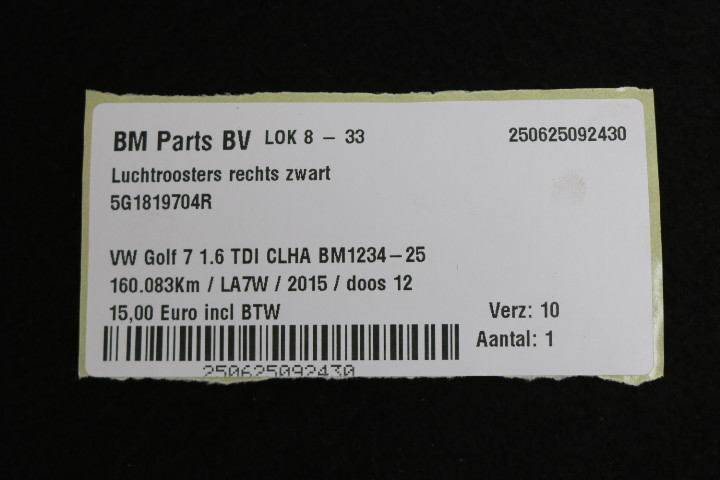 BM Parts BV LOK 8 - 33 250625092430
Luchtroosters rechts zwart
5G1819704R
VW Golf 7 1.6 TDI CLHA BM1234-25
160.083Km / LA7W / 2015 / doos 12
15,00 Euro incl BTW Verz: 10
Aantal: 1
250625092430